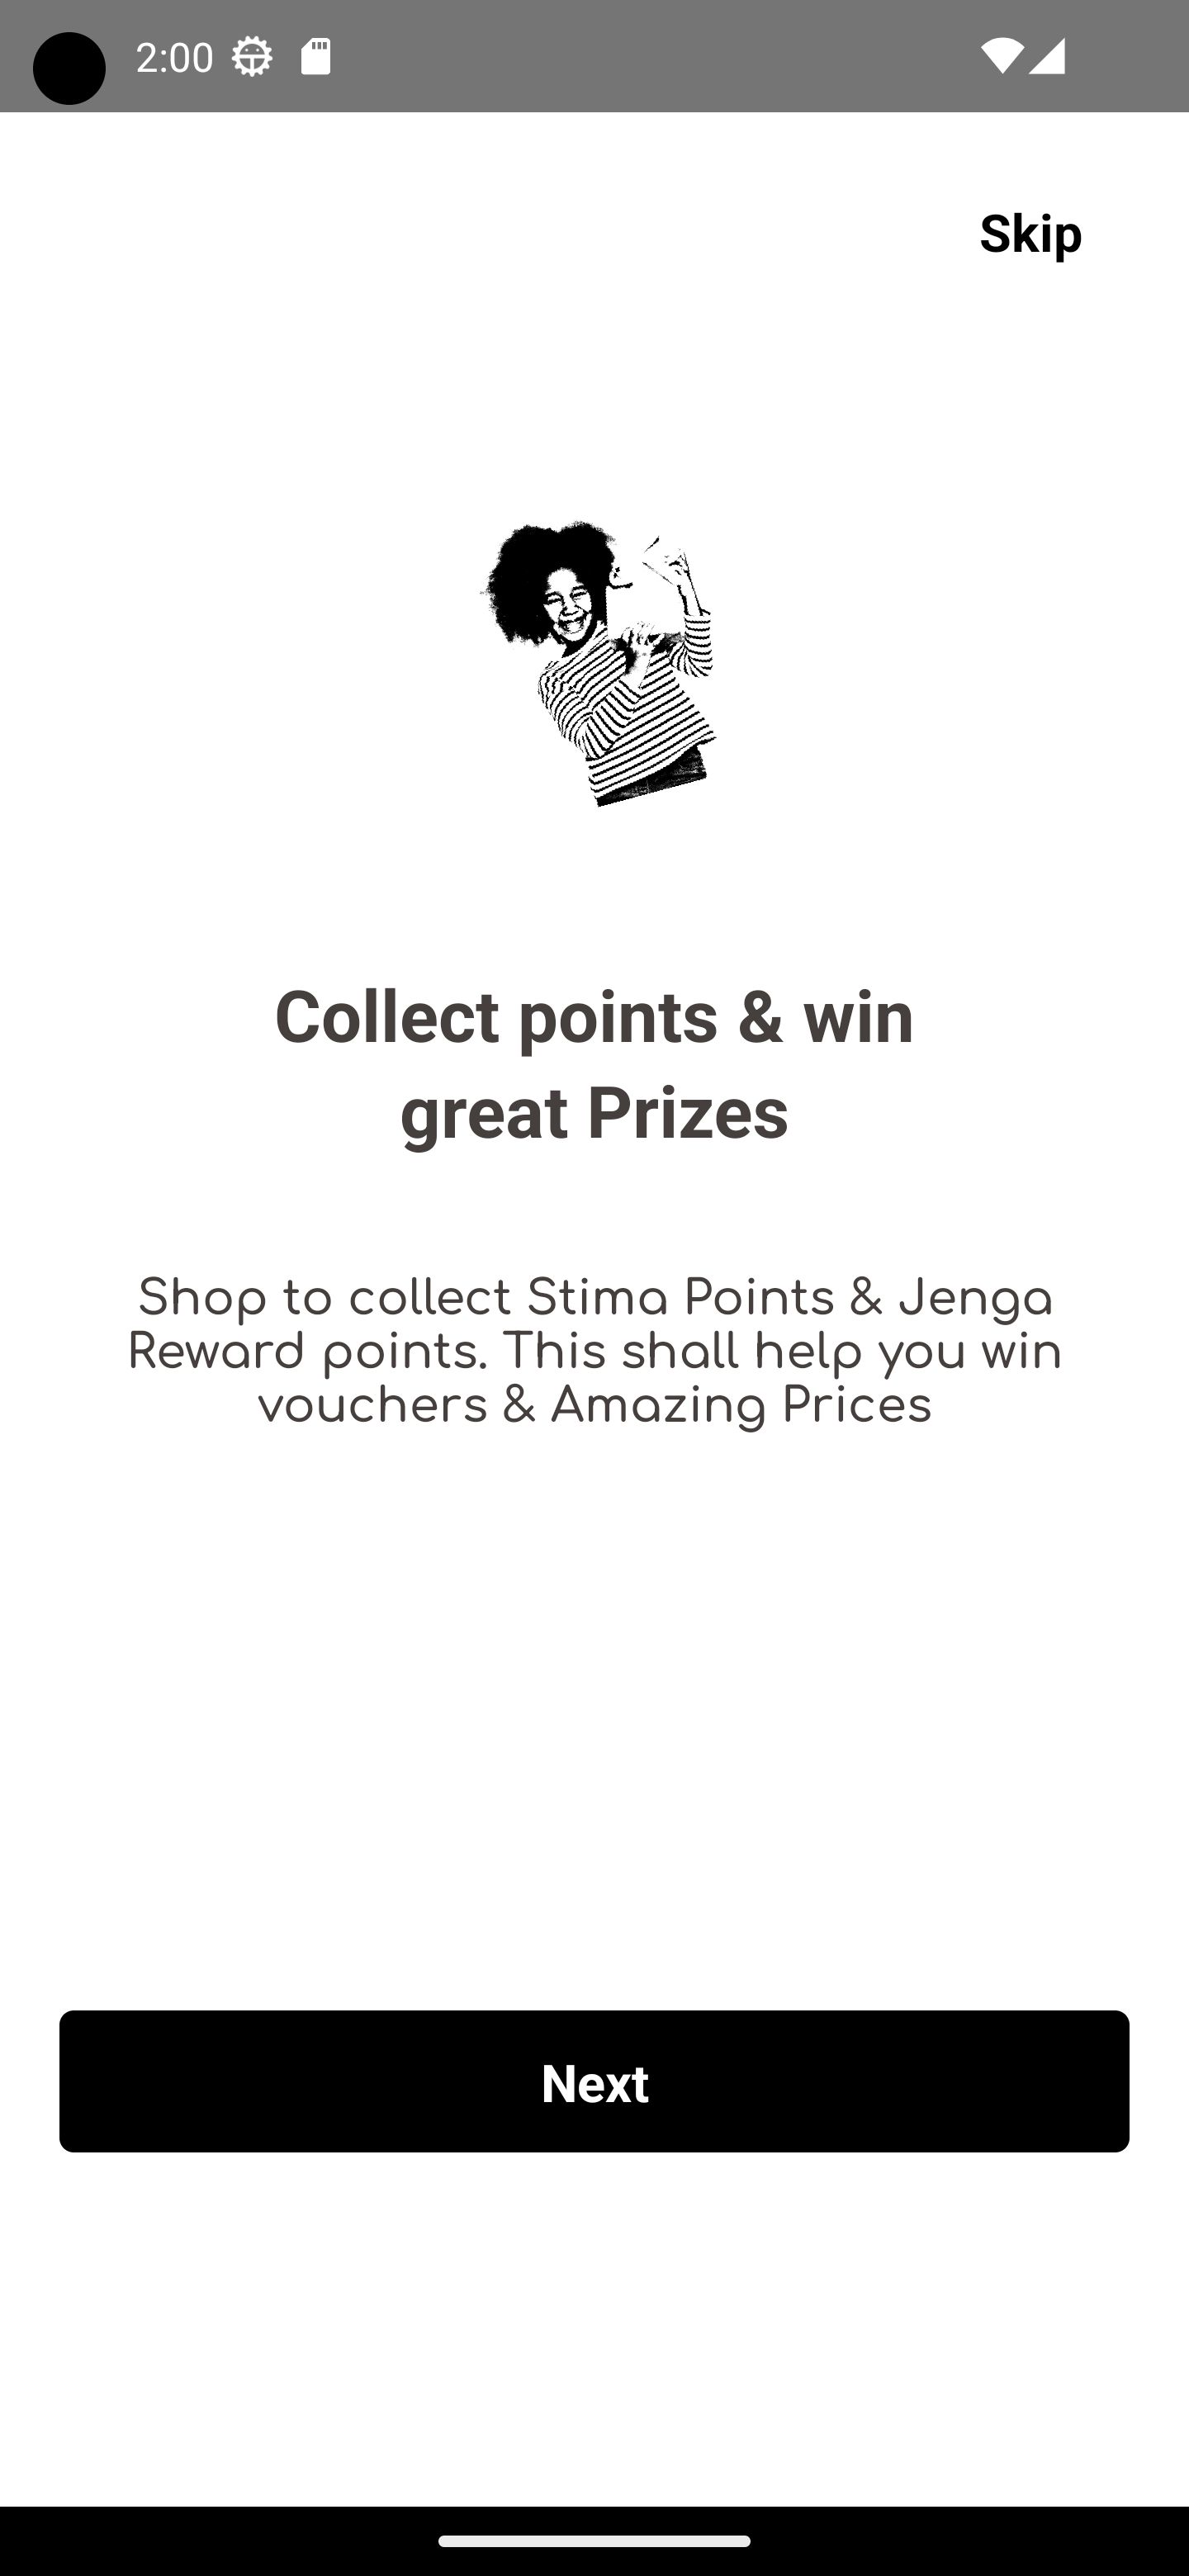 2:00
Skip
Collect points & win
great Prizes
Shop to collect Stima Points & Jenga
Reward points. This shall help you win
vouchers & Amazing Prices
Next